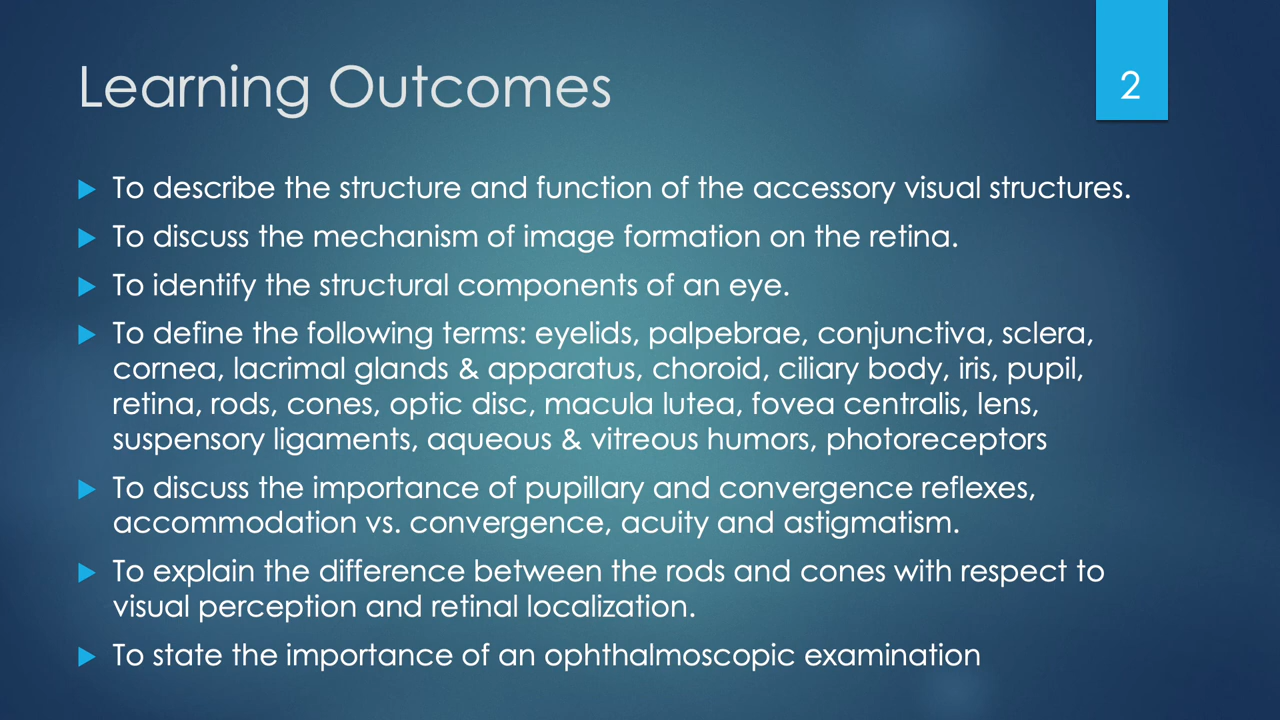 Learning Outcomes
2
To describe the structure and function of the accessory visual structures.
To discuss the mechanism of image formation on the retina.
To identify the structural components of an eye.
To define the following terms: eyelids, palpebrae, conjunctiva, sclera,
cornea, lacrimal glands & apparatus, choroid, ciliary body, iris, pupil,
retina, rods, cones, optic disc, macula lutea, fovea centralis, lens,
suspensory ligaments, aqueous & vitreous humors, photoreceptors
To discuss the importance of pupillary and convergence reflexes,
accommodation vs. convergence, acuity and astigmatism.
To explain the difference between the rods and cones with respect to
visual perception and retinal localization.
To state the importance of an ophthalmoscopic examination